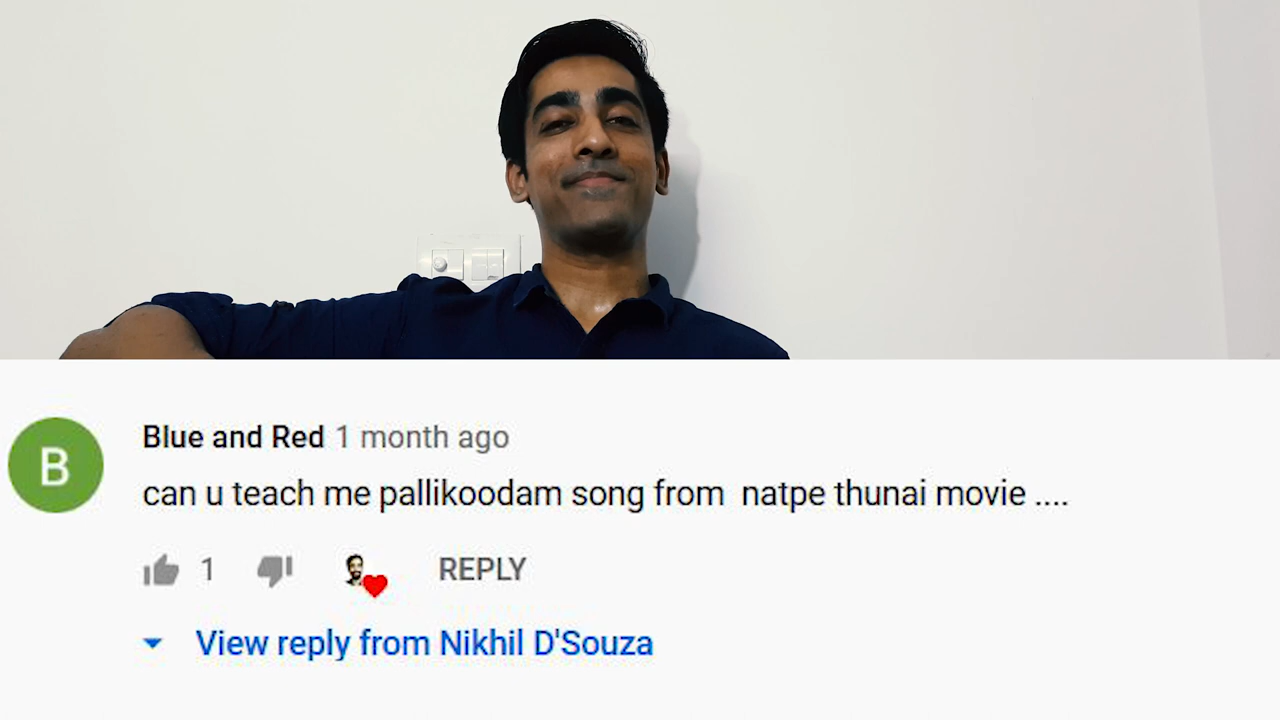 B
Blue and Red 1 month ago
can u teach me pallikoodam song from natpe thunai movie ....
1 REPLY
View reply from Nikhil D'Souza